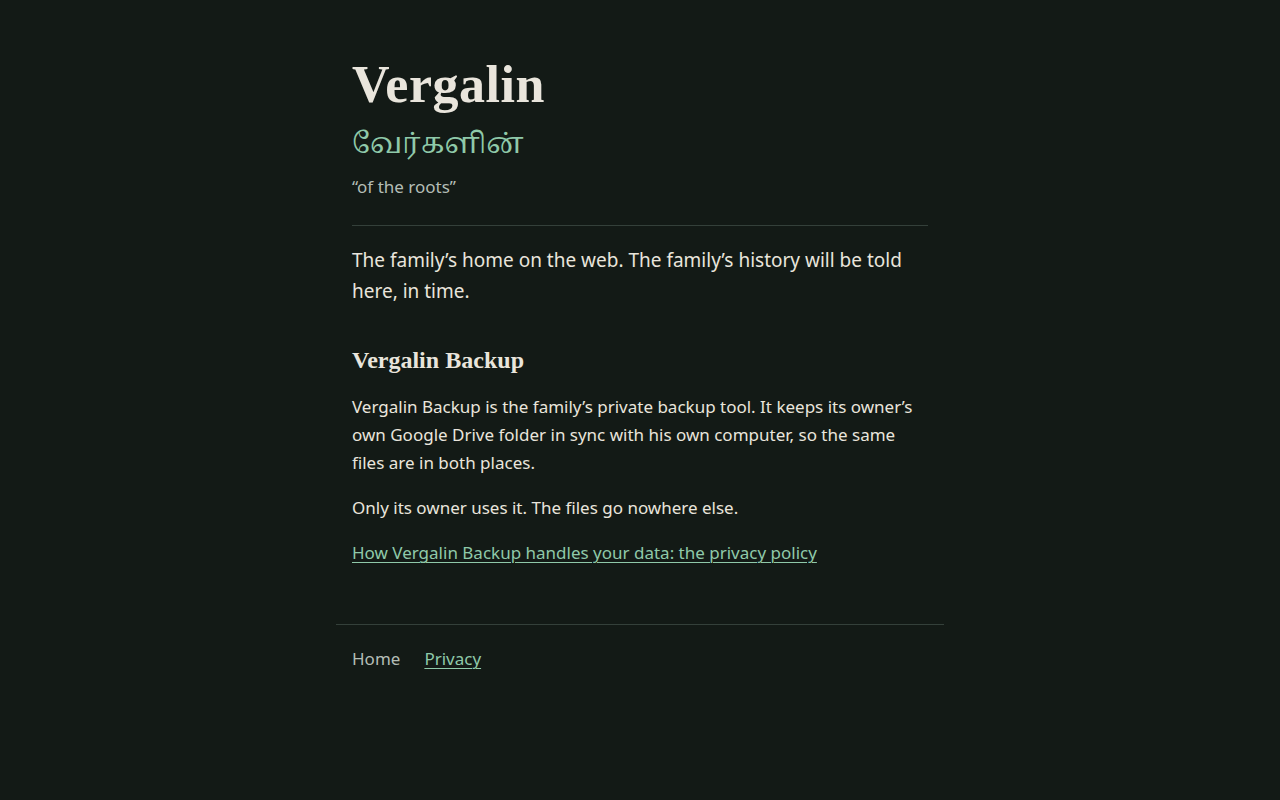 Vergalin
வேர்களின்
“of the roots”
The family’s home on the web. The family’s history will be told
here, in time.
Vergalin Backup
Vergalin Backup is the family’s private backup tool. It keeps its owner’s
own Google Drive folder in sync with his own computer, so the same
files are in both places.
Only its owner uses it. The files go nowhere else.
How Vergalin Backup handles your data: the privacy policy
Home Privacy